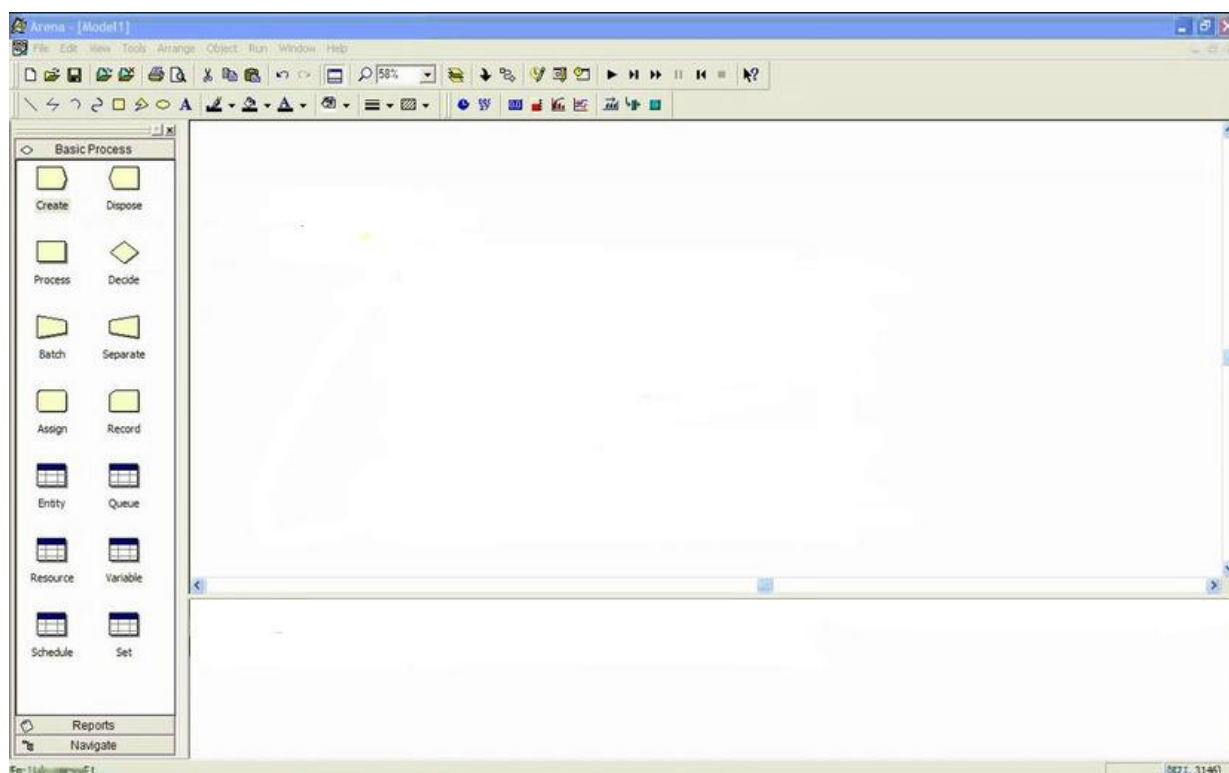 Arena - [Model1]
File Edit View Tools Arrange Object Run Window Help
58%
A A
Basic Process
Create Dispose
Process Decide
Batch Separate
Assign Record
Entity Queue
Resource Variable
Schedule Set
Reports
Navigate
3146)